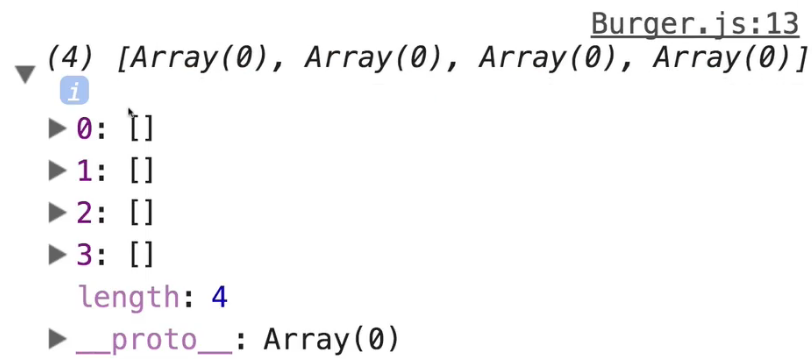 Burger.js:13
(4) [Array(0), Array(0), Array(0), Array(0)]
i
0: []
1: []
2: []
3: []
length: 4
__proto__: Array(0)